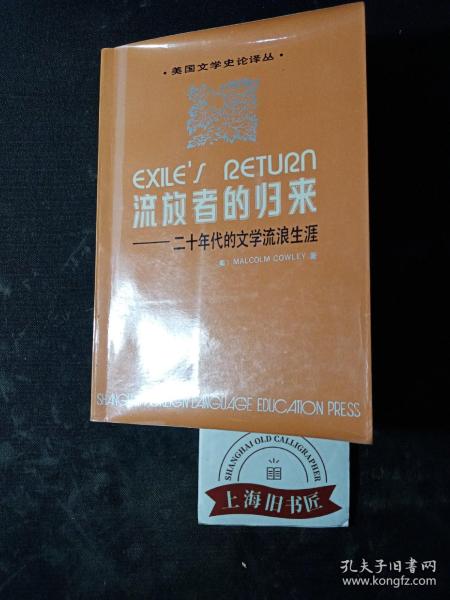 ·美国文学史论译丛·
EXILE'S RETURN
流放者的归来
——二十年代的文学流浪生涯
MALCOLM COWLEY 著
LANGUAGE EDUCATION PRESS
SHANGHAI OLD CALLIGRAPHER
上海旧书匠
孔夫子旧书网
www.kongfz.com